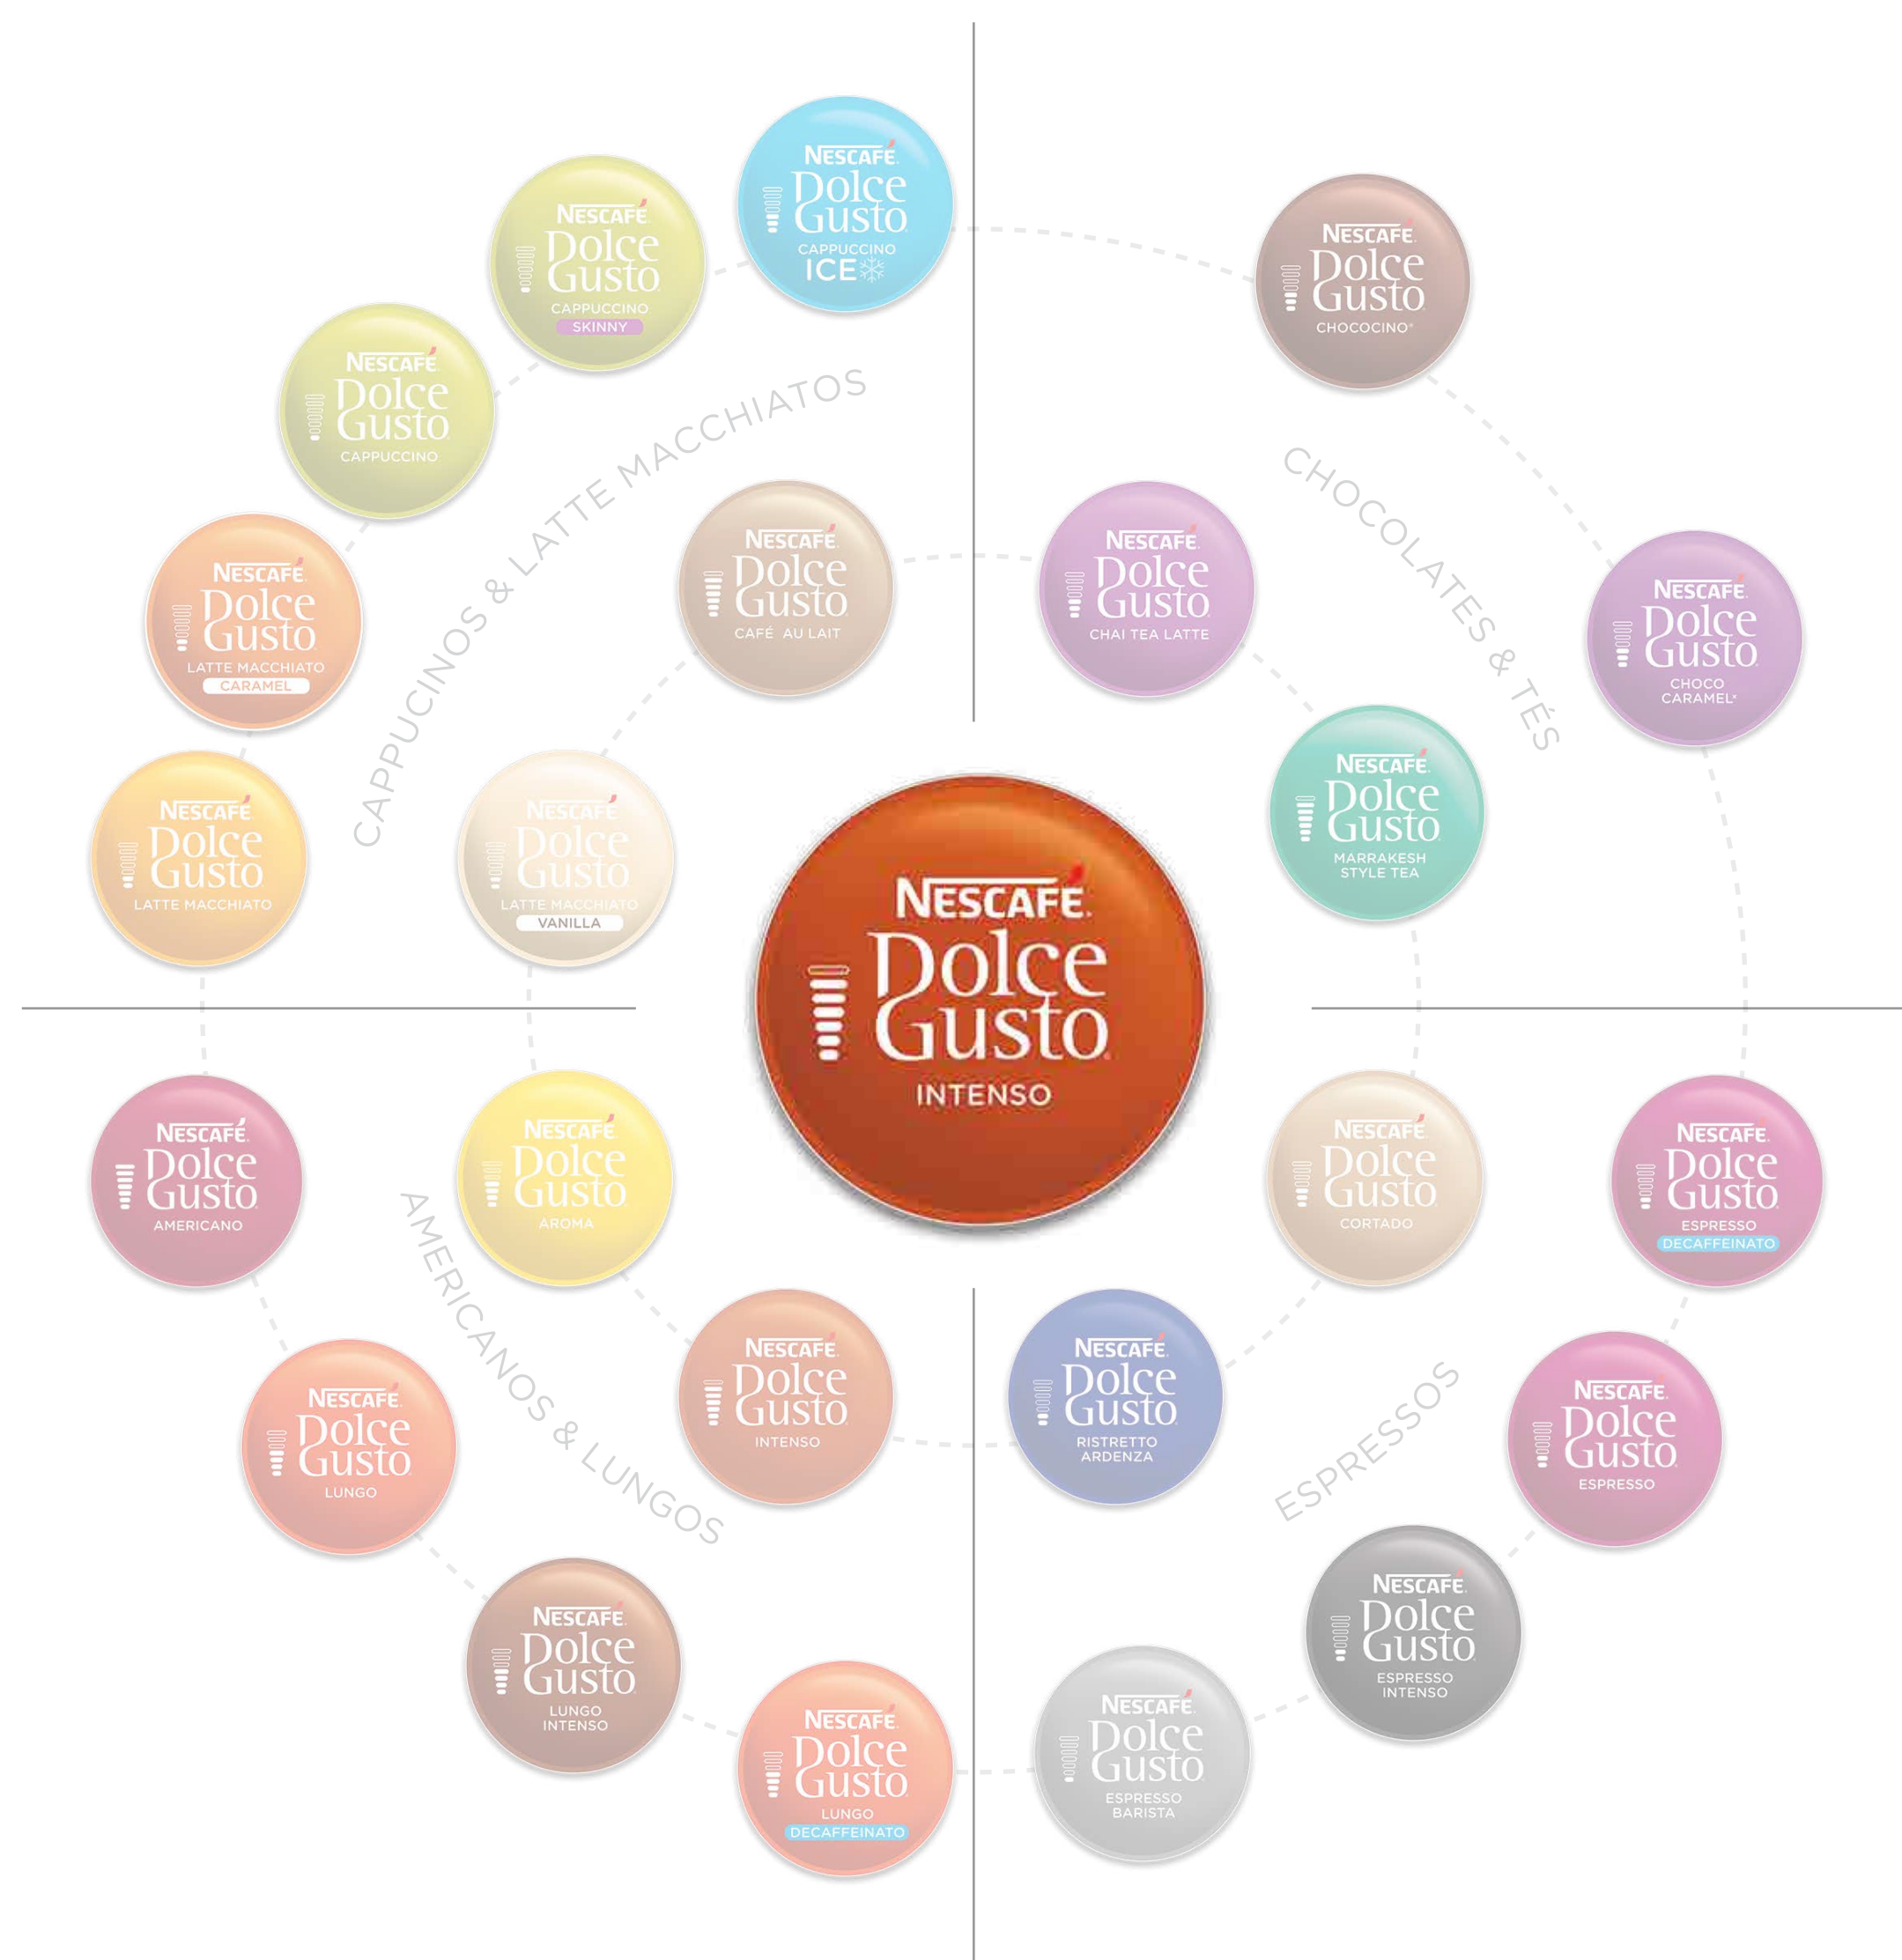 NESCAFÉ.
Dolce
Gusto
CAPPUCCINO
ICE
NESCAFÉ.
Dolce
Gusto
CAPPUCCINO
SKINNY
NESCAFÉ.
Dolce
Gusto
CAPPUCCINO
NESCAFÉ.
Dolce
Gusto
LATTE MACCHIATO
CARAMEL
NESCAFÉ.
Dolce
Gusto
LATTE MACCHIATO
CAPPUCINOS & LATTE MACCHIATOS
NESCAFÉ.
Dolce
Gusto
CAFÉ AU LAIT
NESCAFÉ.
Dolce
Gusto
LATTE MACCHIATO
VANILLA
NESCAFÉ.
Dolce
Gusto
CHOCOCINO®
NESCAFÉ.
Dolce
Gusto
CHOCO
CARAMEL®
CHOCOLATES & TÉS
NESCAFÉ.
Dolce
Gusto
CHAI TEA LATTE
NESCAFÉ.
Dolce
Gusto
MARRAKESH
STYLE TEA
NESCAFÉ.
Dolce
Gusto
INTENSO
NESCAFÉ.
Dolce
Gusto
AMERICANO
NESCAFÉ.
Dolce
Gusto
AROMA
AMERICANOS & LUNGOS
NESCAFÉ.
Dolce
Gusto
LUNGO
NESCAFÉ.
Dolce
Gusto
INTENSO
NESCAFÉ.
Dolce
Gusto
LUNGO
INTENSO
NESCAFÉ.
Dolce
Gusto
LUNGO
DECAFFEINATO
NESCAFÉ.
Dolce
Gusto
CORTADO
NESCAFÉ.
Dolce
Gusto
ESPRESSO
DECAFFEINATO
NESCAFÉ.
Dolce
Gusto
RISTRETTO
ARDENZA
ESPRESSOS
NESCAFÉ.
Dolce
Gusto
ESPRESSO
NESCAFÉ.
Dolce
Gusto
ESPRESSO
INTENSO
NESCAFÉ.
Dolce
Gusto
ESPRESSO
BARISTA